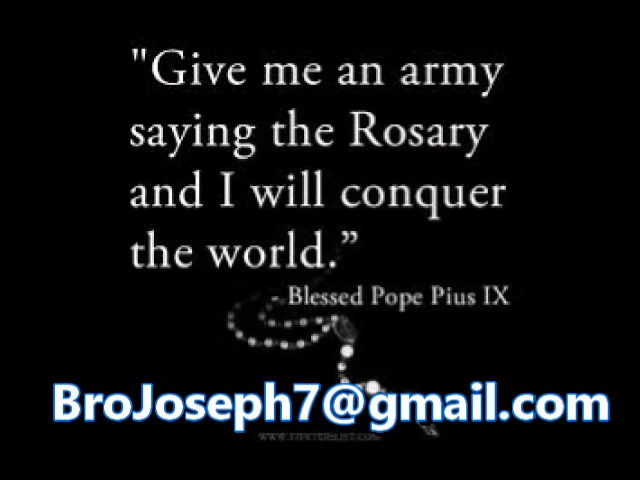 "Give me an army
saying the Rosary
and I will conquer
the world.”
- Blessed Pope Pius IX
BroJoseph7@gmail.com